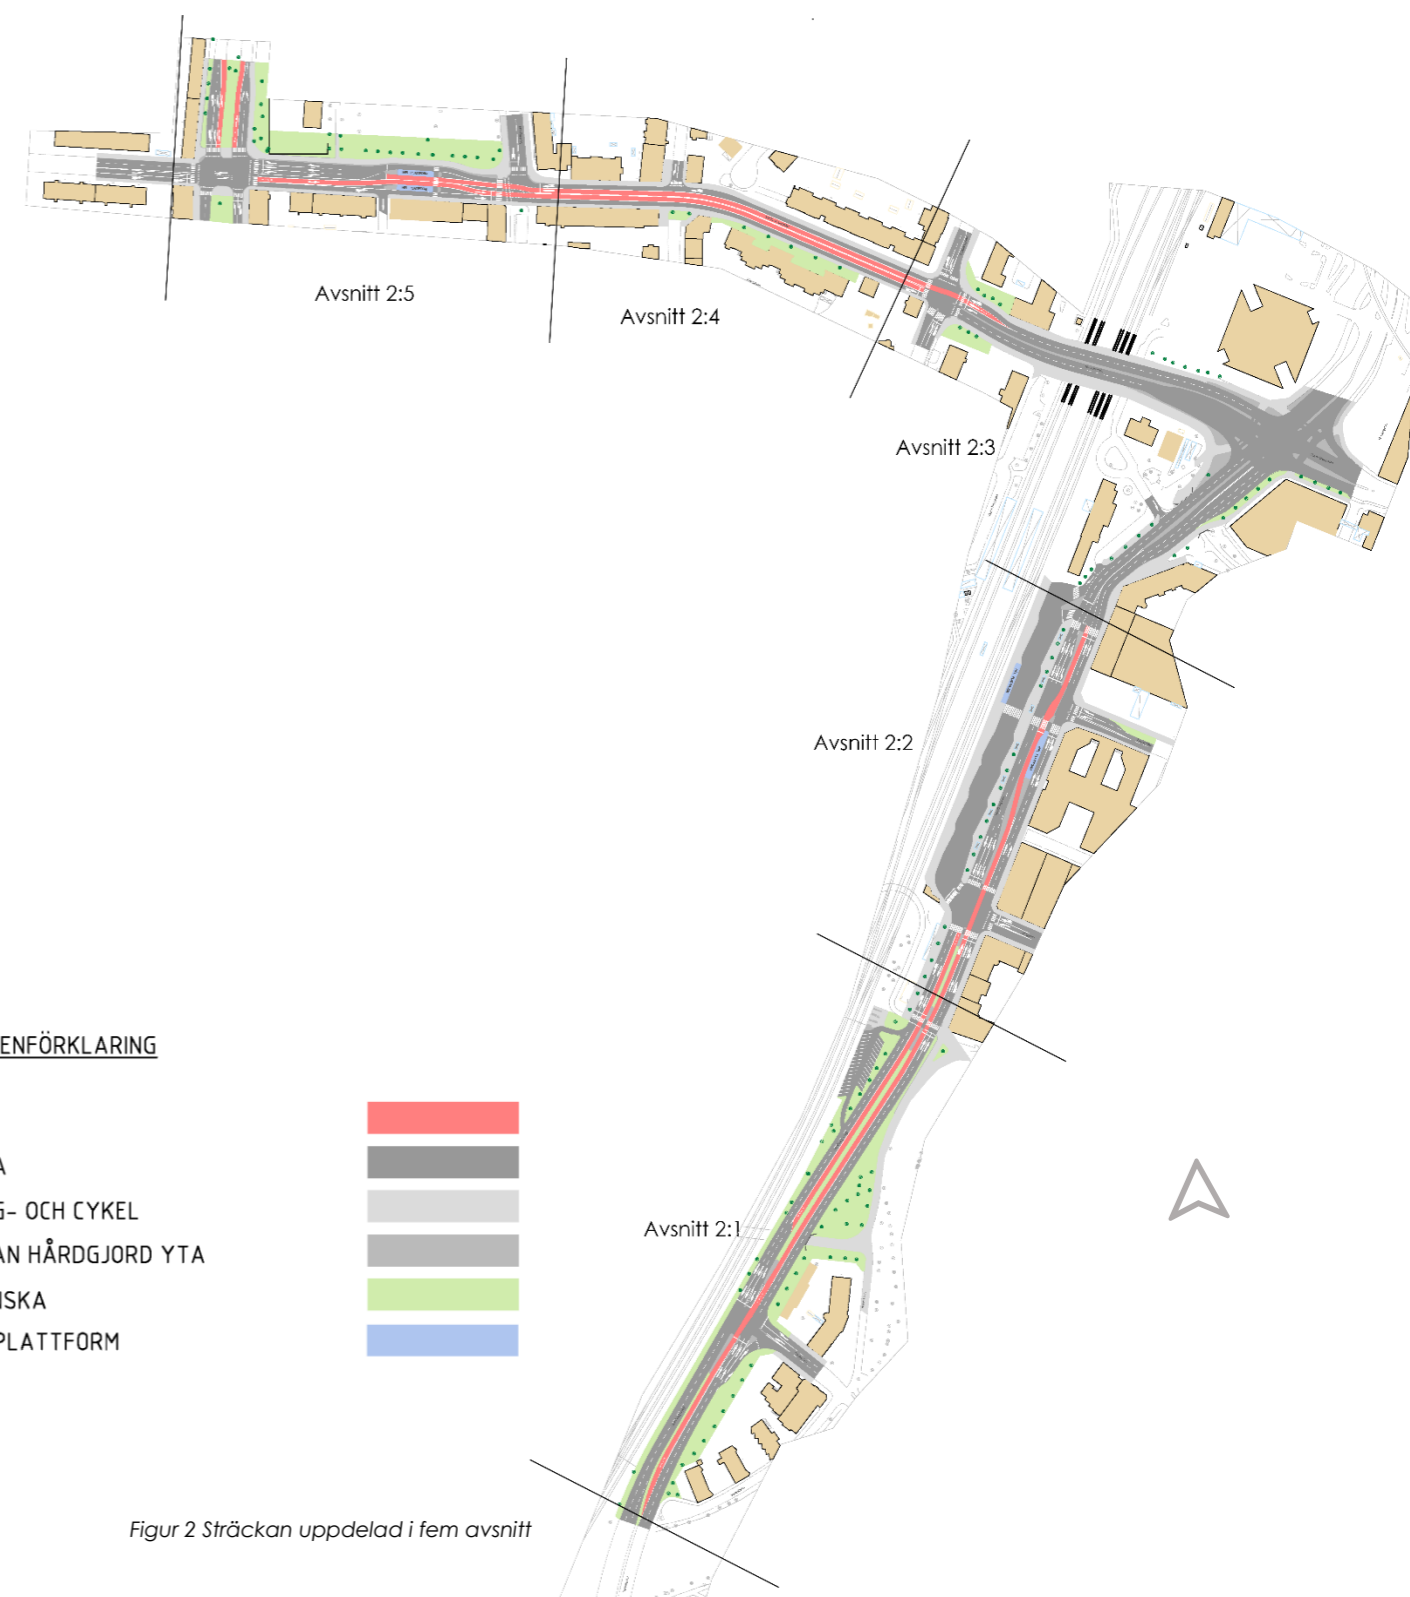 Avsnitt 2:5
Avsnitt 2:4
Avsnitt 2:3
Avsnitt 2:2
Avsnitt 2:1
ENFÖRKLARING
A
G- OCH CYKEL
AN HÅRDGJORD YTA
ISKA
PLATTFORM
Figur 2 Sträckan uppdelad i fem avsnitt